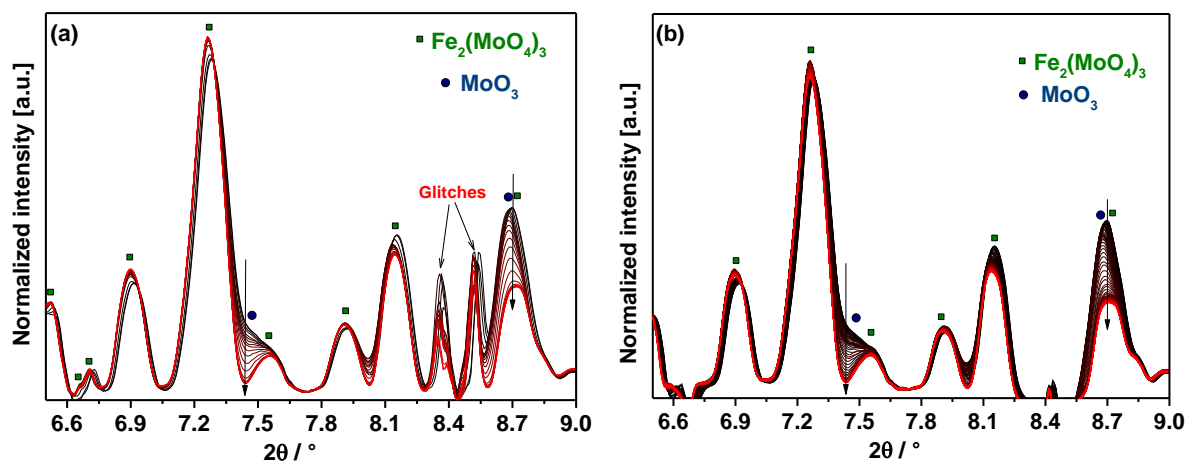 (a)
Fe₂(MoO₄)₃
MoO₃
Glitches
Normalized intensity [a.u.]
6.6 6.9 7.2 7.5 7.8 8.1 8.4 8.7 9.0
2θ / °
(b)
Fe₂(MoO₄)₃
MoO₃
Normalized intensity [a.u.]
6.6 6.9 7.2 7.5 7.8 8.1 8.4 8.7 9.0
2θ / °